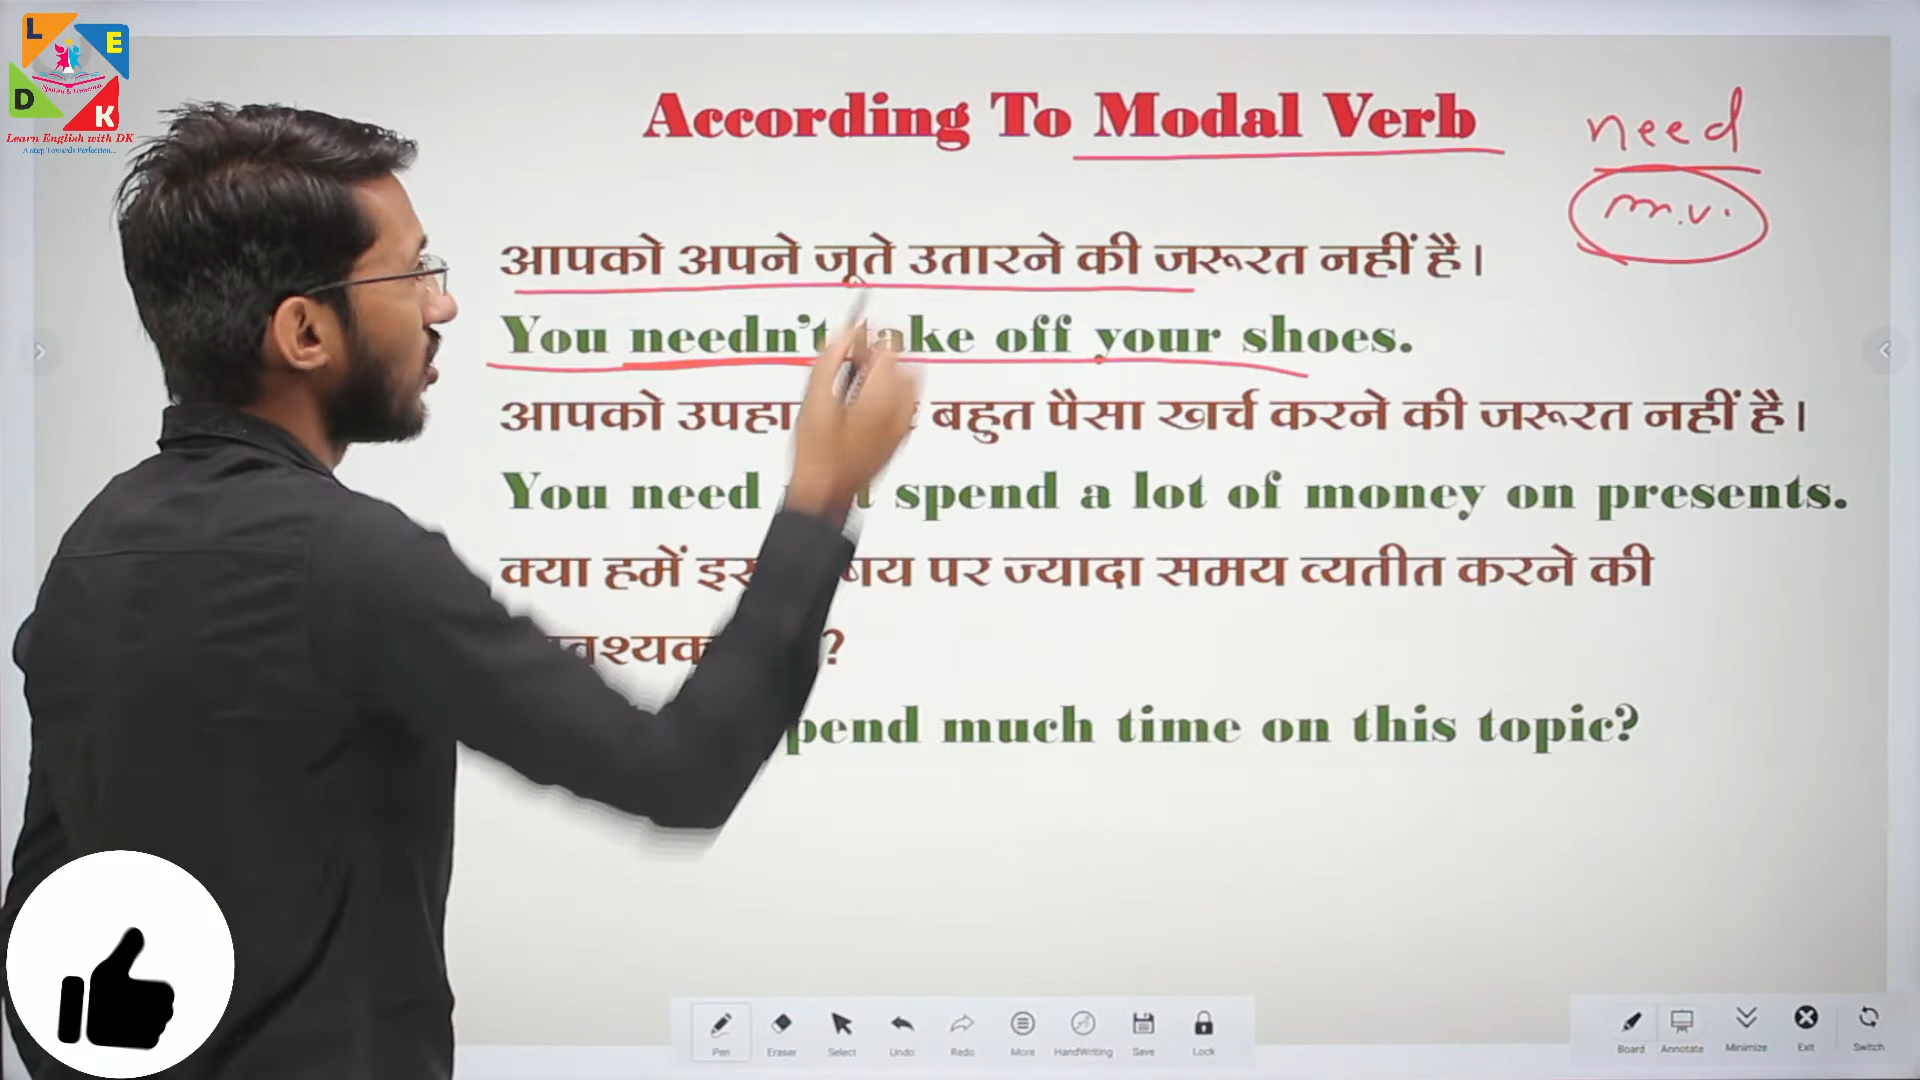 L E D K
Learn English with DK
A Step Towards Perfection...
According To Modal Verb
need
m.v.
आपको अपने जूते उतारने की जरूरत नहीं है।
You needn't take off your shoes.
आपको बहुत पैसा खर्च करने की जरूरत नहीं है।
You need spend a lot of money on presents.
क्या हमें पर ज्यादा समय व्यतीत करने की
?
much time on this topic?
Pen Eraser Select Undo Redo More HandWriting Save Lock
Board Annotate Minimize Exit Switch